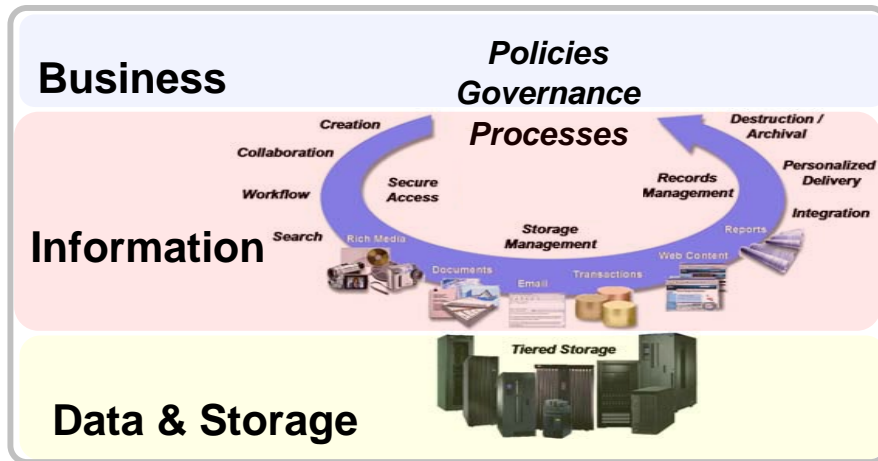 Business
Policies
Governance
Processes
Creation
Collaboration
Workflow
Search
Secure
Access
Storage
Management
Records
Management
Destruction /
Archival
Personalized
Delivery
Integration
Information
Rich Media
Documents
Email
Transactions
Web Content
Reports
Tiered Storage
Data & Storage